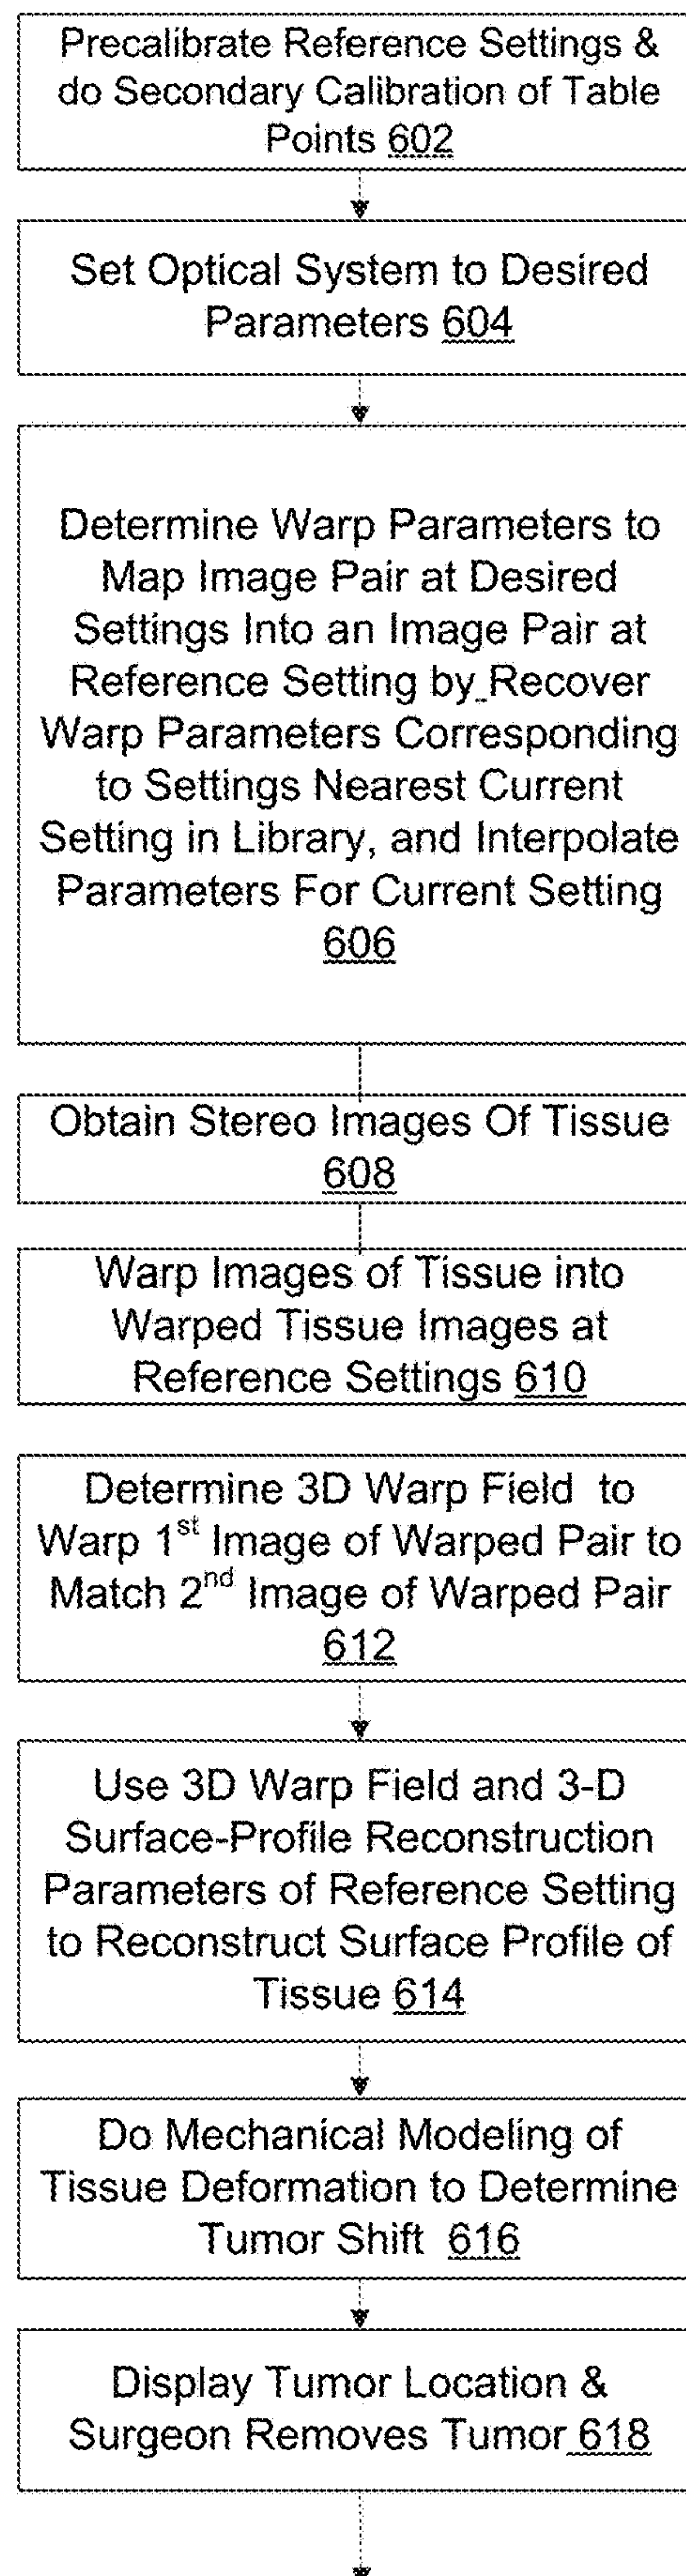 Precalibrate Reference Settings &
do Secondary Calibration of Table
Points 602
Set Optical System to Desired
Parameters 604
Determine Warp Parameters to
Map Image Pair at Desired
Settings Into an Image Pair at
Reference Setting by Recover
Warp Parameters Corresponding
to Settings Nearest Current
Setting in Library, and Interpolate
Parameters For Current Setting
606
Obtain Stereo Images Of Tissue
608
Warp Images of Tissue into
Warped Tissue Images at
Reference Settings 610
Determine 3D Warp Field to
Warp 1st Image of Warped Pair to
Match 2nd Image of Warped Pair
612
Use 3D Warp Field and 3-D
Surface-Profile Reconstruction
Parameters of Reference Setting
to Reconstruct Surface Profile of
Tissue 614
Do Mechanical Modeling of
Tissue Deformation to Determine
Tumor Shift 616
Display Tumor Location &
Surgeon Removes Tumor 618